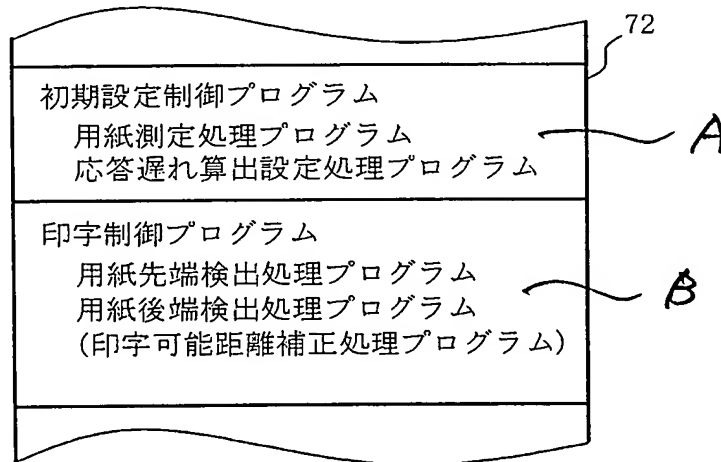 72
初期設定制御プログラム
用紙測定処理プログラム
応答遅れ算出設定処理プログラム
A
印字制御プログラム
用紙先端検出処理プログラム
用紙後端検出処理プログラム
(印字可能距離補正処理プログラム)
B